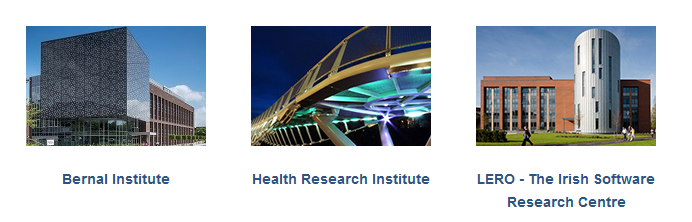 Bernal Institute
Health Research Institute
LERO - The Irish Software
Research Centre